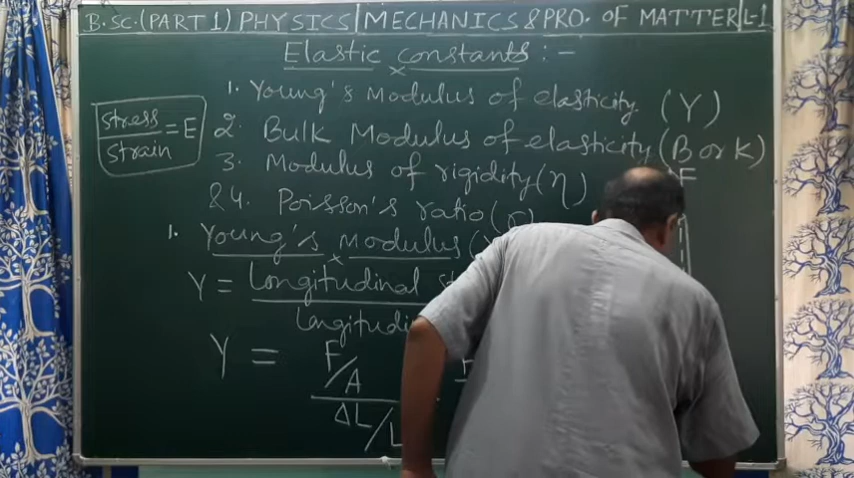 B.Sc.(PART 1) PHYSICS|MECHANICS & PRO. OF MATTER|L-1
Elastic constants :-
1. Young's Modulus of elasticity (Y)
stress/strain = E
2. Bulk Modulus of elasticity (B or K)
3. Modulus of rigidity (η)
F
& 4. Poisson's ratio (σ)
1. Young's Modulus (Y
Y = Longitudinal
Longitudi
Y = F/A
ΔL/L